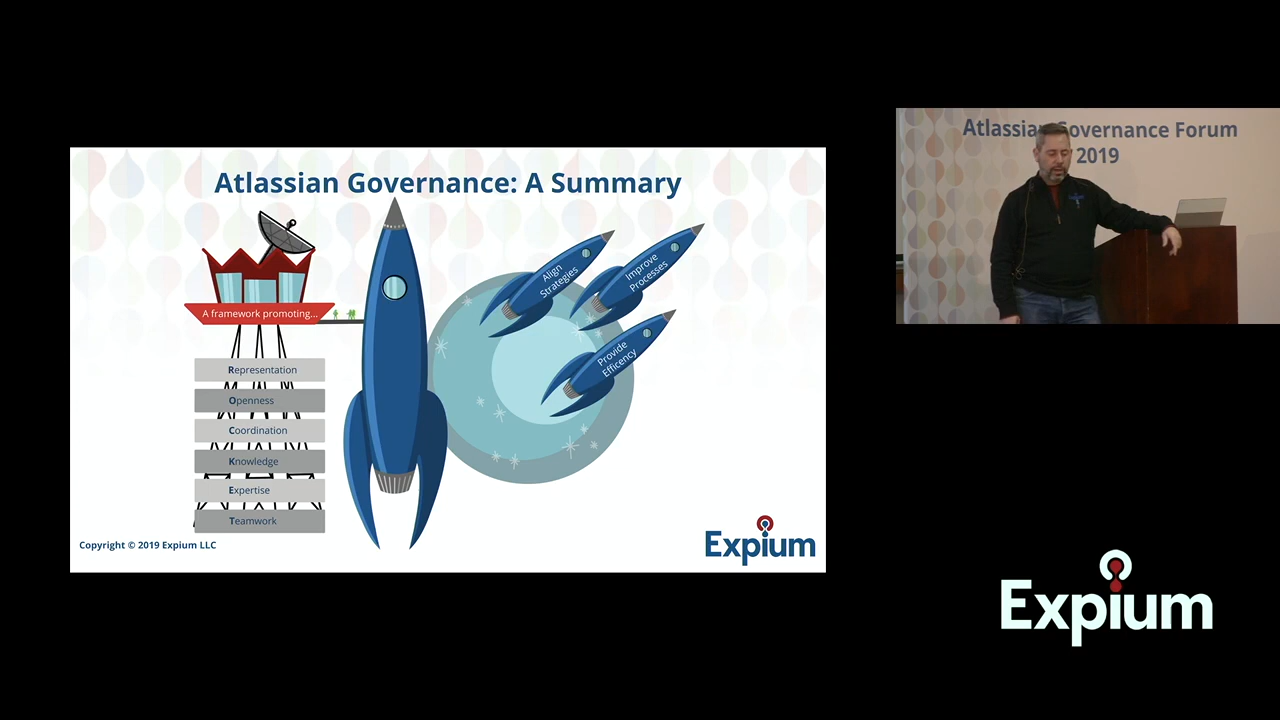 Atlassian Governance: A Summary
A framework promoting...
Representation
Openness
Coordination
Knowledge
Expertise
Teamwork
Align
Strategies
Improve
Processes
Provide
Efficency
Copyright © 2019 Expium LLC
Expium
Atlassian Governance Forum
2019
Expium